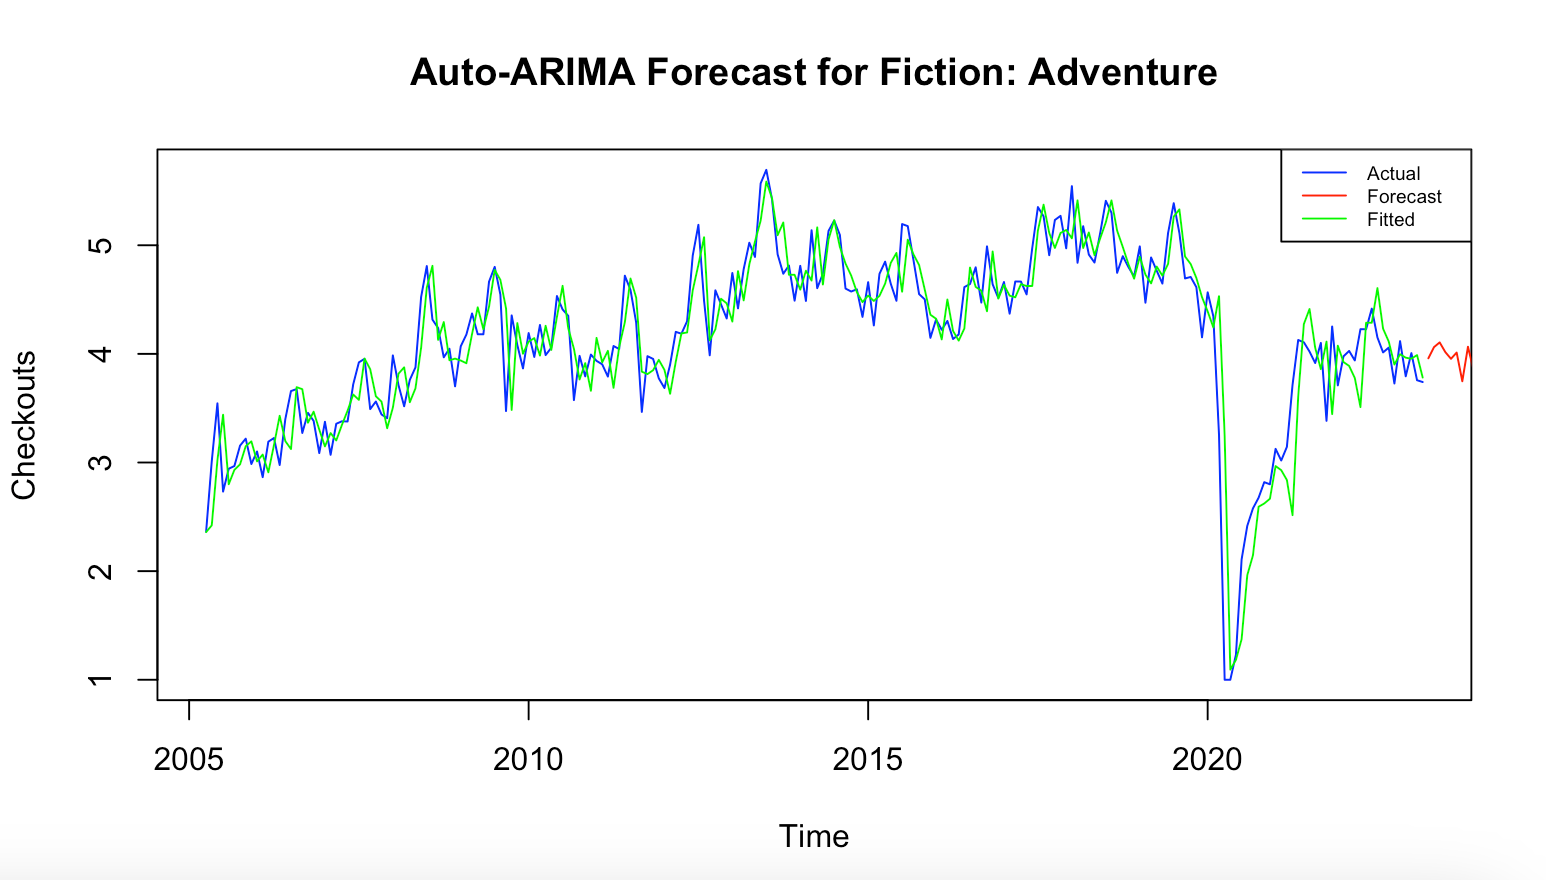 Auto-ARIMA Forecast for Fiction: Adventure
Actual
Forecast
Fitted
Checkouts
5
4
3
2
1
2005 2010 2015 2020
Time